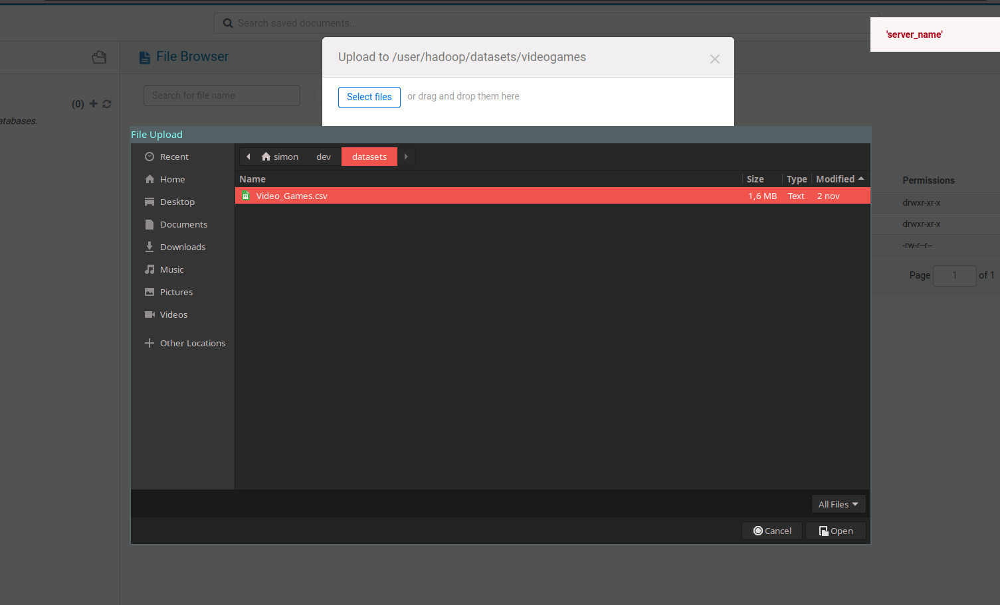 Search saved documents...
'server_name'
File Browser
Upload to /user/hadoop/datasets/videogames
×
Search for file name
Select files or drag and drop them here
(0)
atabases.
File Upload
Recent
Home
Desktop
Documents
Downloads
Music
Pictures
Videos
Other Locations
simon dev datasets
Name Size Type Modified
Video_Games.csv 1,6 MB Text 2 nov
All Files
Cancel Open
Permissions
drwxr-xr-x
drwxr-xr-x
-rw-r--r--
Page 1 of 1